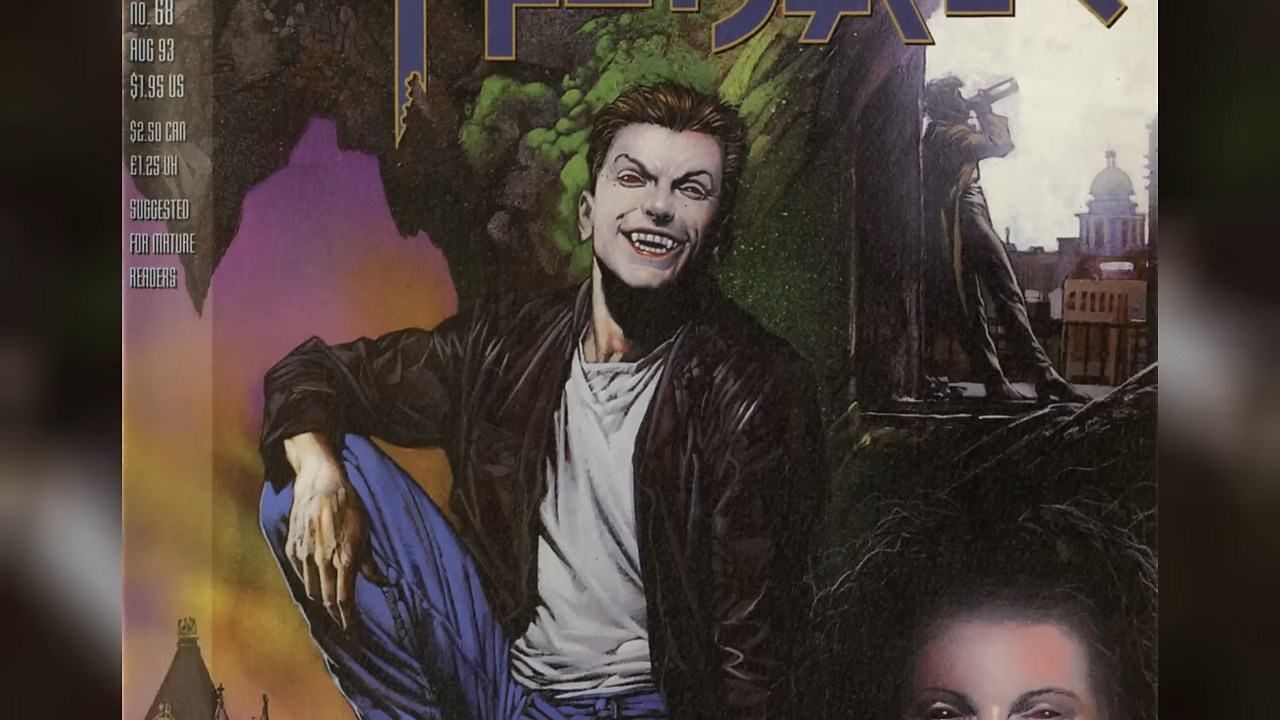 no. 68
AUG 93
$1.95 US
$2.50 CAN
£1.25 UK
SUGGESTED
FOR MATURE
READERS